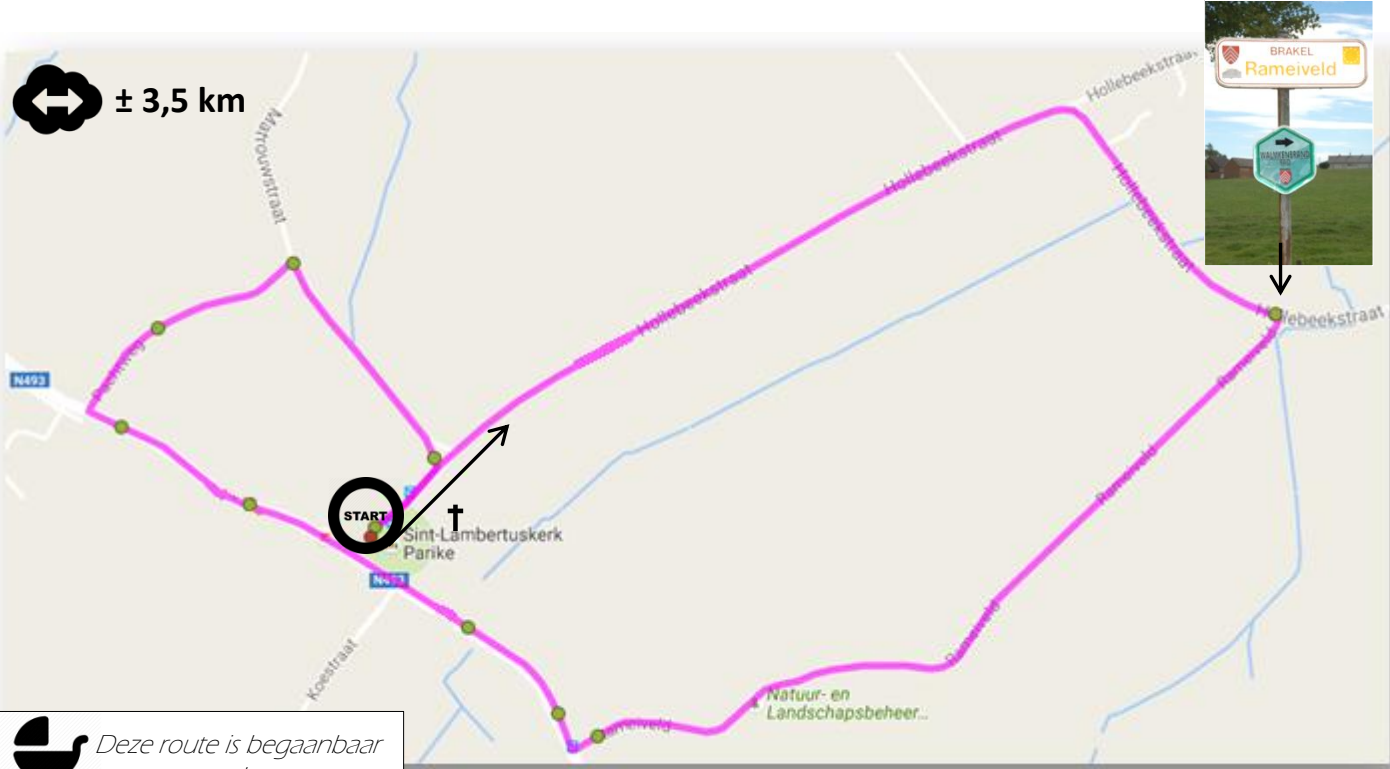 ± 3,5 km
BRAKEL
Rameiveld
Hollebeekstraat
Matrouwstraat
Hollebeekstraat
Hollebeekstraat
Hollebeekstraat
Hollebeekstraat
N493
Rameiveld
Rameiveld
START
Sint-Lambertuskerk
Parike
N493
Rameiveld
Koestraat
Natuur- en
Landschapsbeheer...
Rameiveld
Deze route is begaanbaar